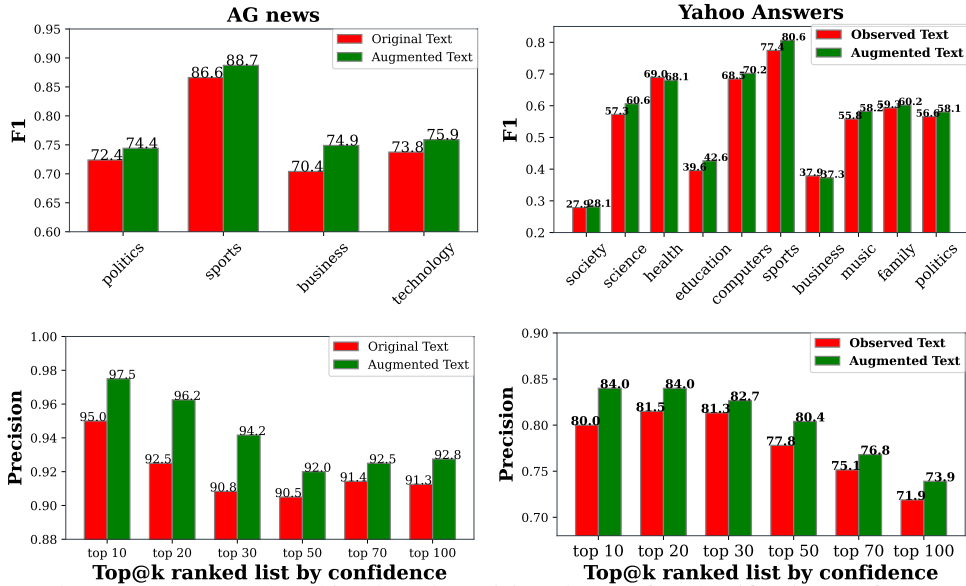 AG news
F1
0.95
0.90
0.85
0.80
0.75
0.70
0.65
0.60
Original Text
Augmented Text
72.4
74.4
86.6
88.7
70.4
74.9
73.8
75.9
politics
sports
business
technology
Yahoo Answers
F1
0.8
0.7
0.6
0.5
0.4
0.3
0.2
Observed Text
Augmented Text
27.9
28.1
57.3
60.6
69.0
68.1
39.6
42.6
68.5
70.2
77.4
80.6
37.9
37.3
55.8
58.2
59.3
60.2
56.6
58.1
society
science
health
education
computers
sports
business
music
family
politics
Precision
1.00
0.98
0.96
0.94
0.92
0.90
0.88
Original Text
Augmented Text
95.0
97.5
92.5
96.2
90.8
94.2
90.5
92.0
91.4
92.5
91.3
92.8
top 10
top 20
top 30
top 50
top 70
top 100
Top@k ranked list by confidence
Precision
0.90
0.85
0.80
0.75
0.70
Observed Text
Augmented Text
80.0
84.0
81.5
84.0
81.3
82.7
77.8
80.4
75.1
76.8
71.9
73.9
top 10
top 20
top 30
top 50
top 70
top 100
Top@k ranked list by confidence